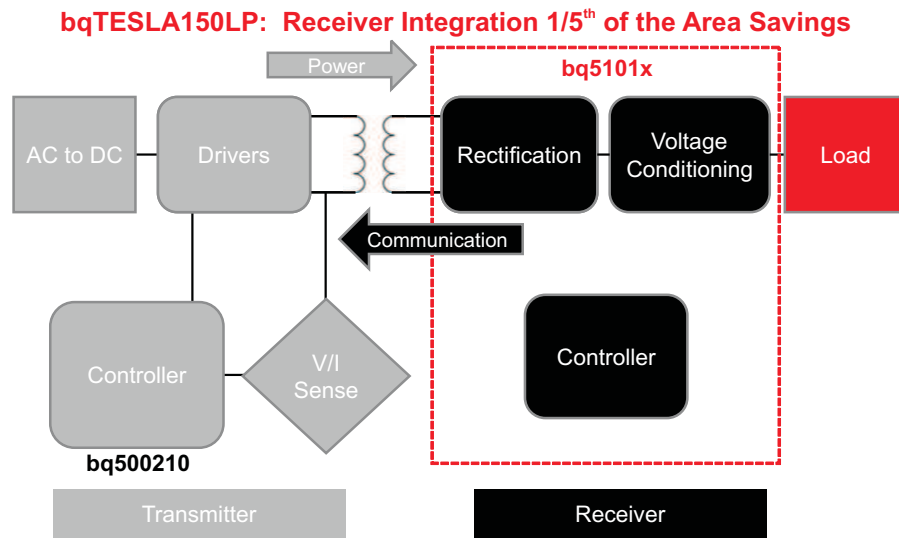 bqTESLA150LP: Receiver Integration 1/5th of the Area Savings
Power
bq5101x
AC to DC
Drivers
Rectification
Voltage
Conditioning
Load
Communication
Controller
V/I
Sense
Controller
bq500210
Transmitter
Receiver